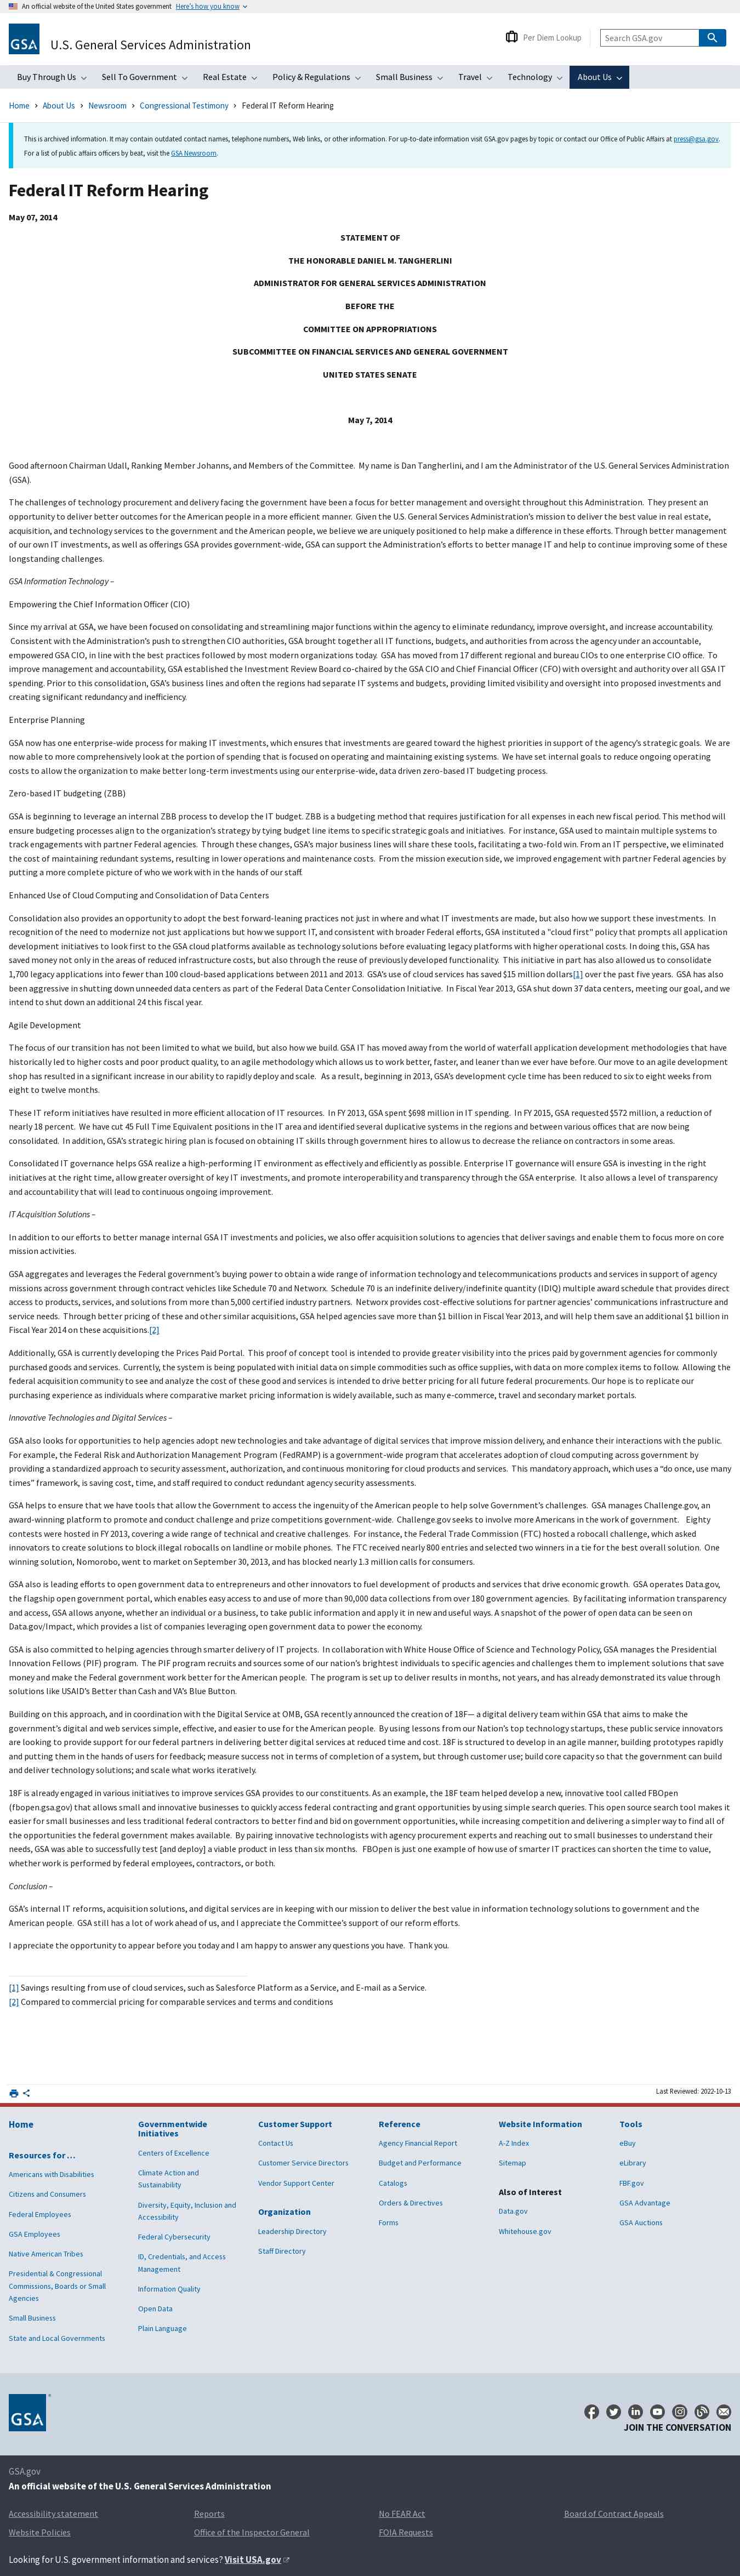 An official website of the United States government Here's how you know
GSA U.S. General Services Administration
Per Diem Lookup
Search GSA.gov
Buy Through Us Sell To Government Real Estate Policy & Regulations Small Business Travel Technology About Us
Home › About Us › Newsroom › Congressional Testimony › Federal IT Reform Hearing
This is archived information. It may contain outdated contact names, telephone numbers, Web links, or other information. For up-to-date information visit GSA.gov pages by topic or contact our Office of Public Affairs at press@gsa.gov.
For a list of public affairs officers by beat, visit the GSA Newsroom.
Federal IT Reform Hearing
May 07, 2014
STATEMENT OF
THE HONORABLE DANIEL M. TANGHERLINI
ADMINISTRATOR FOR GENERAL SERVICES ADMINISTRATION
BEFORE THE
COMMITTEE ON APPROPRIATIONS
SUBCOMMITTEE ON FINANCIAL SERVICES AND GENERAL GOVERNMENT
UNITED STATES SENATE
May 7, 2014
Good afternoon Chairman Udall, Ranking Member Johanns, and Members of the Committee. My name is Dan Tangherlini, and I am the Administrator of the U.S. General Services Administration
(GSA).
The challenges of technology procurement and delivery facing the government have been a focus for better management and oversight throughout this Administration. They present an
opportunity to deliver better outcomes for the American people in a more efficient manner. Given the U.S. General Services Administration's mission to deliver the best value in real estate,
acquisition, and technology services to the government and the American people, we believe we are uniquely positioned to help make a difference in these efforts. Through better management
of our own IT investments, as well as offerings GSA provides government-wide, GSA can support the Administration's efforts to better manage IT and help to continue improving some of these
longstanding challenges.
GSA Information Technology –
Empowering the Chief Information Officer (CIO)
Since my arrival at GSA, we have been focused on consolidating and streamlining major functions within the agency to eliminate redundancy, improve oversight, and increase accountability.
Consistent with the Administration's push to strengthen CIO authorities, GSA brought together all IT functions, budgets, and authorities from across the agency under an accountable,
empowered GSA CIO, in line with the best practices followed by most modern organizations today. GSA has moved from 17 different regional and bureau CIOs to one enterprise CIO office. To
improve management and accountability, GSA established the Investment Review Board co-chaired by the GSA CIO and Chief Financial Officer (CFO) with oversight and authority over all GSA IT
spending. Prior to this consolidation, GSA's business lines and often the regions had separate IT systems and budgets, providing limited visibility and oversight into proposed investments and
creating significant redundancy and inefficiency.
Enterprise Planning
GSA now has one enterprise-wide process for making IT investments, which ensures that investments are geared toward the highest priorities in support of the agency's strategic goals. We are
now able to more comprehensively look at the portion of spending that is focused on operating and maintaining existing systems. We have set internal goals to reduce ongoing operating
costs to allow the organization to make better long-term investments using our enterprise-wide, data driven zero-based IT budgeting process.
Zero-based IT budgeting (ZBB)
GSA is beginning to leverage an internal ZBB process to develop the IT budget. ZBB is a budgeting method that requires justification for all expenses in each new fiscal period. This method will
ensure budgeting processes align to the organization's strategy by tying budget line items to specific strategic goals and initiatives. For instance, GSA used to maintain multiple systems to
track engagements with partner Federal agencies. Through these changes, GSA's major business lines will share these tools, facilitating a two-fold win. From an IT perspective, we eliminated
the cost of maintaining redundant systems, resulting in lower operations and maintenance costs. From the mission execution side, we improved engagement with partner Federal agencies by
putting a more complete picture of who we work with in the hands of our staff.
Enhanced Use of Cloud Computing and Consolidation of Data Centers
Consolidation also provides an opportunity to adopt the best forward-leaning practices not just in where and what IT investments are made, but also how we support these investments. In
recognition of the need to modernize not just applications but how we support IT, and consistent with broader Federal efforts, GSA instituted a "cloud first" policy that prompts all application
development initiatives to look first to the GSA cloud platforms available as technology solutions before evaluating legacy platforms with higher operational costs. In doing this, GSA has
saved money not only in the areas of reduced infrastructure costs, but also through the reuse of previously developed functionality. This initiative in part has also allowed us to consolidate
1,700 legacy applications into fewer than 100 cloud-based applications between 2011 and 2013. GSA's use of cloud services has saved $15 million dollars[1] over the past five years. GSA has also
been aggressive in shutting down unneeded data centers as part of the Federal Data Center Consolidation Initiative. In Fiscal Year 2013, GSA shut down 37 data centers, meeting our goal, and we
intend to shut down an additional 24 this fiscal year.
Agile Development
The focus of our transition has not been limited to what we build, but also how we build. GSA IT has moved away from the world of waterfall application development methodologies that have
historically led to higher costs and poor product quality, to an agile methodology which allows us to work better, faster, and leaner than we ever have before. Our move to an agile development
shop has resulted in a significant increase in our ability to rapidly deploy and scale. As a result, beginning in 2013, GSA's development cycle time has been reduced to six to eight weeks from
eight to twelve months.
These IT reform initiatives have resulted in more efficient allocation of IT resources. In FY 2013, GSA spent $698 million in IT spending. In FY 2015, GSA requested $572 million, a reduction of
nearly 18 percent. We have cut 45 Full Time Equivalent positions in the IT area and identified several duplicative systems in the regions and between various offices that are now being
consolidated. In addition, GSA's strategic hiring plan is focused on obtaining IT skills through government hires to allow us to decrease the reliance on contractors in some areas.
Consolidated IT governance helps GSA realize a high-performing IT environment as effectively and efficiently as possible. Enterprise IT governance will ensure GSA is investing in the right
initiatives at the right time, allow greater oversight of key IT investments, and promote interoperability and transparency through the GSA enterprise. It is also allowing a level of transparency
and accountability that will lead to continuous ongoing improvement.
IT Acquisition Solutions –
In addition to our efforts to better manage internal GSA IT investments and policies, we also offer acquisition solutions to agencies that deliver savings and enable them to focus more on core
mission activities.
GSA aggregates and leverages the Federal government's buying power to obtain a wide range of information technology and telecommunications products and services in support of agency
missions across government through contract vehicles like Schedule 70 and Networx. Schedule 70 is an indefinite delivery/indefinite quantity (IDIQ) multiple award schedule that provides direct
access to products, services, and solutions from more than 5,000 certified industry partners. Networx provides cost-effective solutions for partner agencies' communications infrastructure and
service needs. Through better pricing of these and other similar acquisitions, GSA helped agencies save more than $1 billion in Fiscal Year 2013, and will help them save an additional $1 billion in
Fiscal Year 2014 on these acquisitions.[2]
Additionally, GSA is currently developing the Prices Paid Portal. This proof of concept tool is intended to provide greater visibility into the prices paid by government agencies for commonly
purchased goods and services. Currently, the system is being populated with initial data on simple commodities such as office supplies, with data on more complex items to follow. Allowing the
federal acquisition community to see and analyze the cost of these goods and services is intended to drive better pricing for all future purchases. Our hope is to replicate our
purchasing experience across individuals where comparative market pricing information is widely available, such as many e-commerce, travel and secondary market portals.
Innovative Technologies and Digital Services –
GSA also looks for opportunities to help agencies adopt new technologies and take advantage of digital services that improve mission delivery, and enhance their interactions with the public.
For example, the Federal Risk and Authorization Management Program (FedRAMP) is a government-wide program that accelerates adoption of cloud computing across government by
providing a standardized approach to security assessment, authorization, and continuous monitoring for cloud products and services. This mandatory approach, which uses a "do once, use many
times" framework, is saving cost, time, and staff required to conduct redundant agency security assessments.
GSA helps to ensure that we have tools that allow the Government to access the ingenuity of the American people to help solve Government's challenges. GSA manages Challenge.gov, an
award-winning platform to promote and conduct challenge and prize competitions government-wide. Challenge.gov seeks to involve more Americans in the work of government. Eighty
contests were hosted in FY 2013, covering a wide range of technical and creative challenges. For instance, the Federal Trade Commission (FTC) hosted a robocall challenge, which asked
innovators to create solutions to block illegal robocalls on landline or mobile phones. The FTC received nearly 800 entries and selected two winners in a tie for the best overall solution. One
winning solution, Nomorobo, went to market on September 30, 2013, and has blocked nearly 1.3 million calls for consumers.
GSA also is leading efforts to open government data to entrepreneurs and other innovators to fuel development of products and services that drive economic growth. GSA operates Data.gov,
the flagship open government portal, which enables easy access to and use of more than 90,000 data collections from over 180 government agencies. By facilitating information transparency
and access, GSA allows anyone, whether an individual or a business, to take public information and apply it in new and useful ways. A snapshot of the power of open data can be seen on
Data.gov/Impact, which provides a list of companies leveraging open government data to power the economy.
GSA is also committed to helping agencies through smarter delivery of IT projects. In collaboration with White House Office of Science and Technology Policy, GSA manages the Presidential
Innovation Fellows (PIF) program. The PIF program recruits and sources some of our nation's brightest individuals to specific agencies and challenges them to implement solutions that save
money and make the Federal government work better for the American people. The program is set up to deliver results in months, not years, and has already demonstrated its value through
solutions like USAID's Better than Cash and VA's Blue Button.
Building on this approach, and in coordination with the Digital Service at OMB, GSA recently announced the creation of 18F— a digital delivery team within GSA that aims to make the
government's digital and web services simple, effective, and easier to use for the American people. By using lessons from our Nation's top technology startups, these public service innovators
are looking to provide support for our federal partners in delivering better digital services at reduced time and cost. 18F is structured to develop in an agile manner, building prototypes rapidly
and putting them in the hands of users for feedback; measure success not in terms of completion of a system, but through customer use; build core capacity so that the government can build
and deliver technology solutions; and scale what works iteratively.
18F is already engaged in various initiatives to improve services GSA provides to our constituents. As an example, the 18F team helped develop a new, innovative tool called FBOpen
(fbopen.gsa.gov) that allows small and innovative businesses to quickly access federal contracting and grant opportunities by using simple search queries. This open source search tool makes it
easier for small businesses and less traditional federal contractors to better find and bid on government opportunities, while increasing competition and delivering a more diverse pool of
bidders to the federal government, making them more affordable. By pairing innovative technologists with agency experts and reaching out to small businesses to understand their
needs, GSA was able to successfully test [and deploy] a viable product in less than six months. FBOpen is just one example of how we can use smarter IT practices to shorten the time to value,
whether work is performed by federal employees, contractors, or both.
Conclusion –
GSA's internal IT reforms, acquisition solutions, and digital services are in keeping with our mission to deliver the best value in information technology solutions to government and the
American people. GSA still has a lot of work ahead of us, and I appreciate the Committee's support of our reform efforts.
I appreciate the opportunity to appear before you today and I am happy to answer any questions you have. Thank you.
[1] Savings resulting from use of cloud services, such as Salesforce Platform as a Service, and E-mail as a Service.
[2] Compared to commercial pricing for comparable services and terms and conditions
Last Reviewed: 2022-10-13
Home
Resources for …
Americans with Disabilities
Citizens and Consumers
Federal Employees
GSA Employees
Native American Tribes
Presidential & Congressional
Commissions, Boards or Small
Agencies
Small Business
State and Local Governments
Governmentwide
Initiatives
Centers of Excellence
Climate Action and
Sustainability
Diversity, Equity, Inclusion and
Accessibility
Federal Cybersecurity
ID, Credentials, and Access
Management
Information Quality
Open Data
Plain Language
Customer Support
Contact Us
Customer Service Directors
Vendor Support Center
Organization
Leadership Directory
Staff Directory
Reference
Agency Financial Report
Budget and Performance
Catalogs
Orders & Directives
Forms
Website Information
A-Z Index
Sitemap
Also of Interest
Data.gov
Whitehouse.gov
Tools
eBuy
eLibrary
FBF.gov
GSA Advantage
GSA Auctions
GSA
JOIN THE CONVERSATION
GSA.gov
An official website of the U.S. General Services Administration
Accessibility statement Reports No FEAR Act Board of Contract Appeals
Website Policies Office of the Inspector General FOIA Requests
Looking for U.S. government information and services? Visit USA.gov